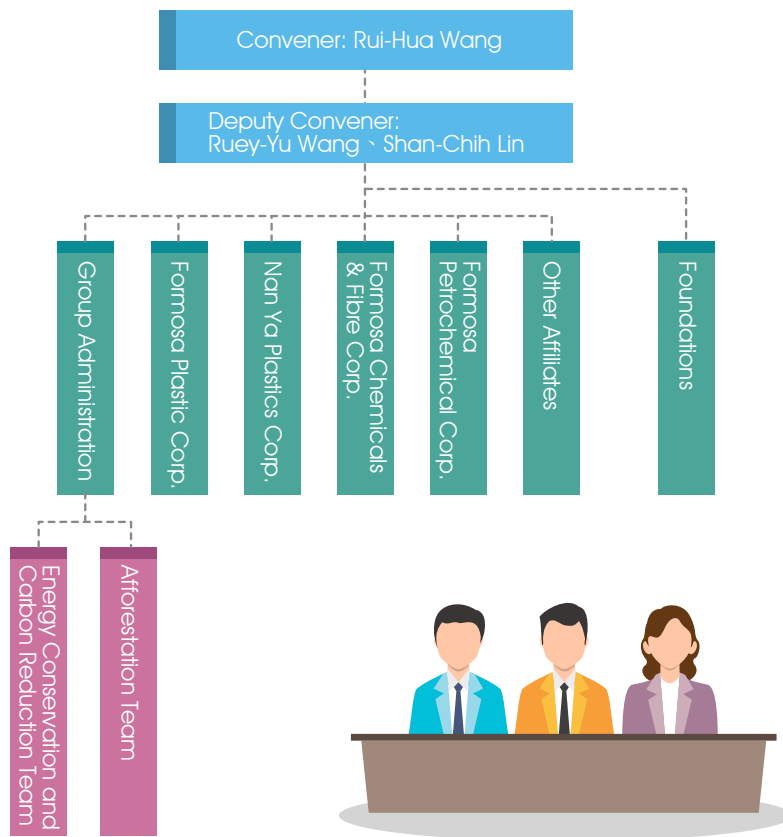 Convener: Rui-Hua Wang
Deputy Convener:
Ruey-Yu Wang、Shan-Chih Lin
Group Administration
Formosa Plastic Corp.
Nan Ya Plastics Corp.
Formosa Chemicals
& Fibre Corp.
Formosa
Petrochemical Corp.
Other Affiliates
Foundations
Energy Conservation and
Carbon Reduction Team
Afforestation Team